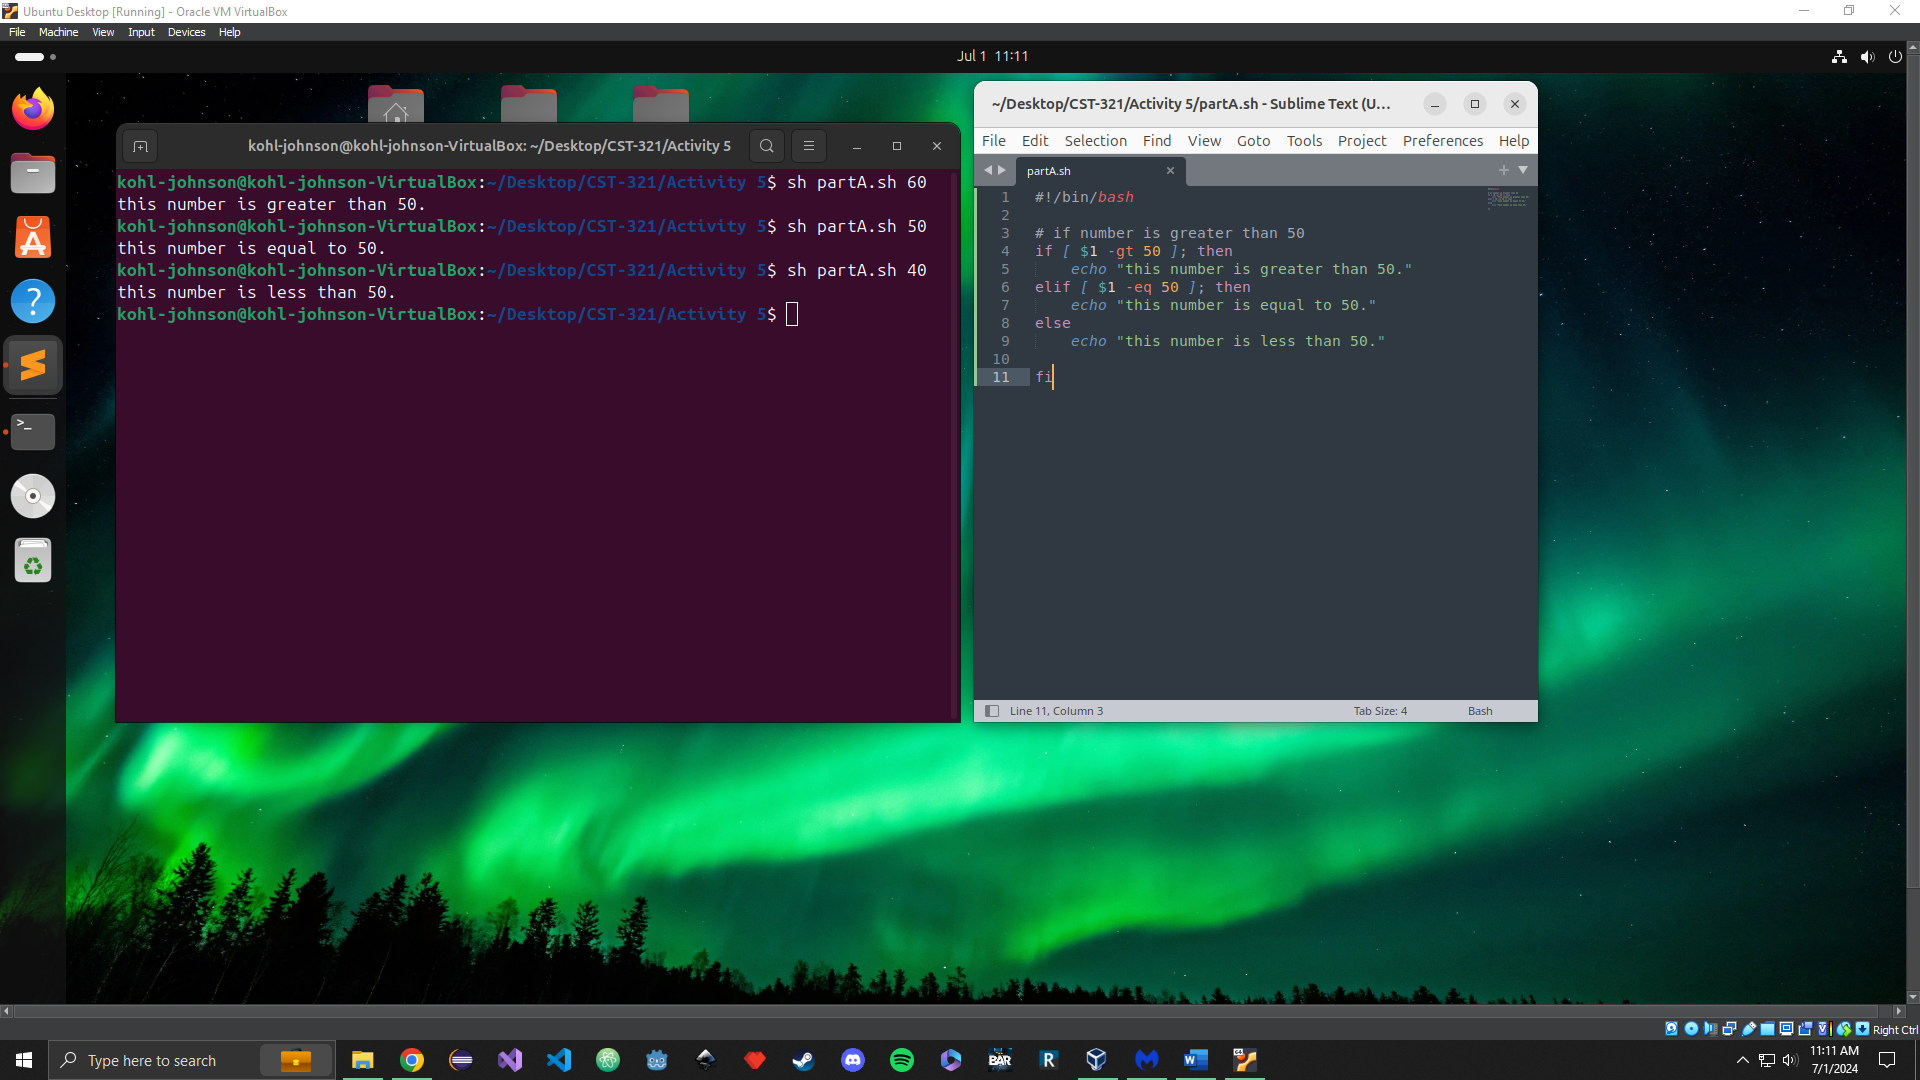 Ubuntu Desktop [Running] - Oracle VM VirtualBox
File Machine View Input Devices Help
Jul 1 11:11
kohl-johnson@kohl-johnson-VirtualBox: ~/Desktop/CST-321/Activity 5
kohl-johnson@kohl-johnson-VirtualBox:~/Desktop/CST-321/Activity 5$ sh partA.sh 60
this number is greater than 50.
kohl-johnson@kohl-johnson-VirtualBox:~/Desktop/CST-321/Activity 5$ sh partA.sh 50
this number is equal to 50.
kohl-johnson@kohl-johnson-VirtualBox:~/Desktop/CST-321/Activity 5$ sh partA.sh 40
this number is less than 50.
kohl-johnson@kohl-johnson-VirtualBox:~/Desktop/CST-321/Activity 5$
~/Desktop/CST-321/Activity 5/partA.sh - Sublime Text (U...
File Edit Selection Find View Goto Tools Project Preferences Help
partA.sh
1 #!/bin/bash
2
3 # if number is greater than 50
4 if [ $1 -gt 50 ]; then
5 echo "this number is greater than 50."
6 elif [ $1 -eq 50 ]; then
7 echo "this number is equal to 50."
8 else
9 echo "this number is less than 50."
10
11 fi
Line 11, Column 3 Tab Size: 4 Bash
Right Ctrl
Type here to search
BAR
R
11:11 AM
7/1/2024